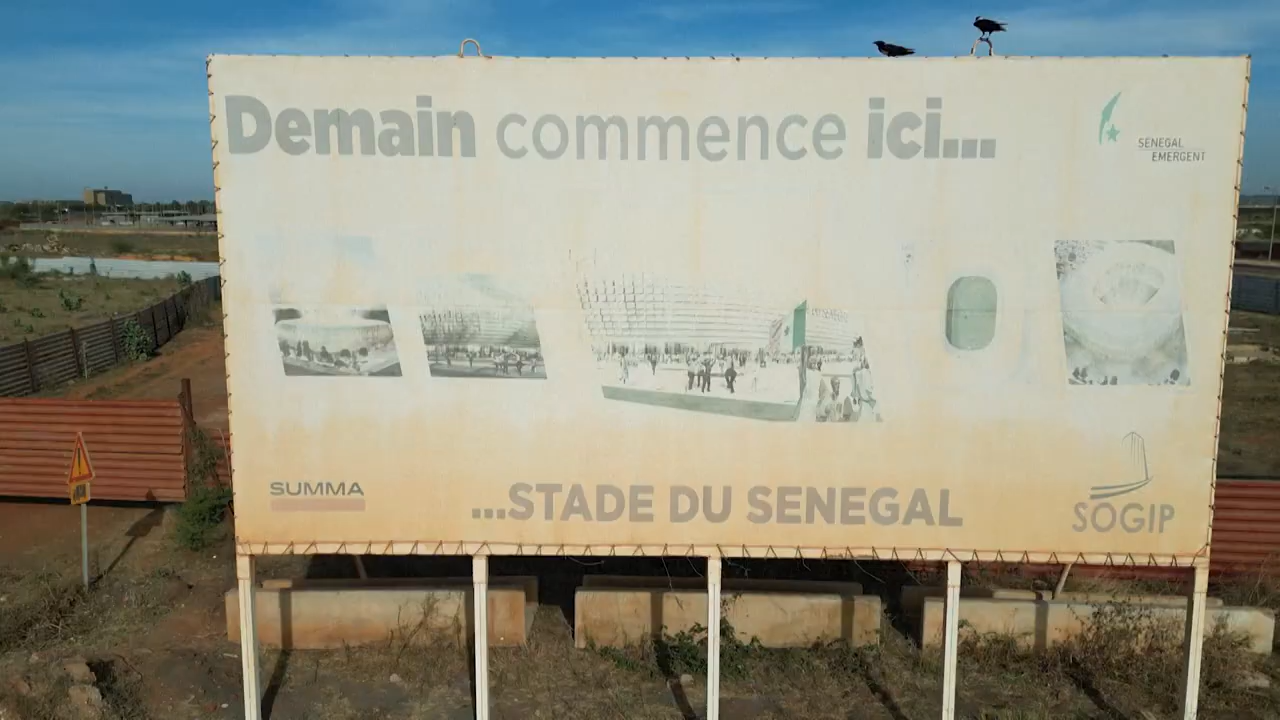 Demain commence ici...
SENEGAL
EMERGENT
SUMMA
...STADE DU SENEGAL
SOGIP